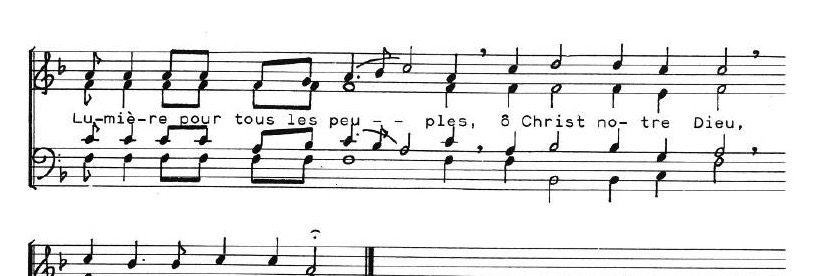 Lu-miè-re pour tous les peu - - ples, ô Christ no- tre Dieu,